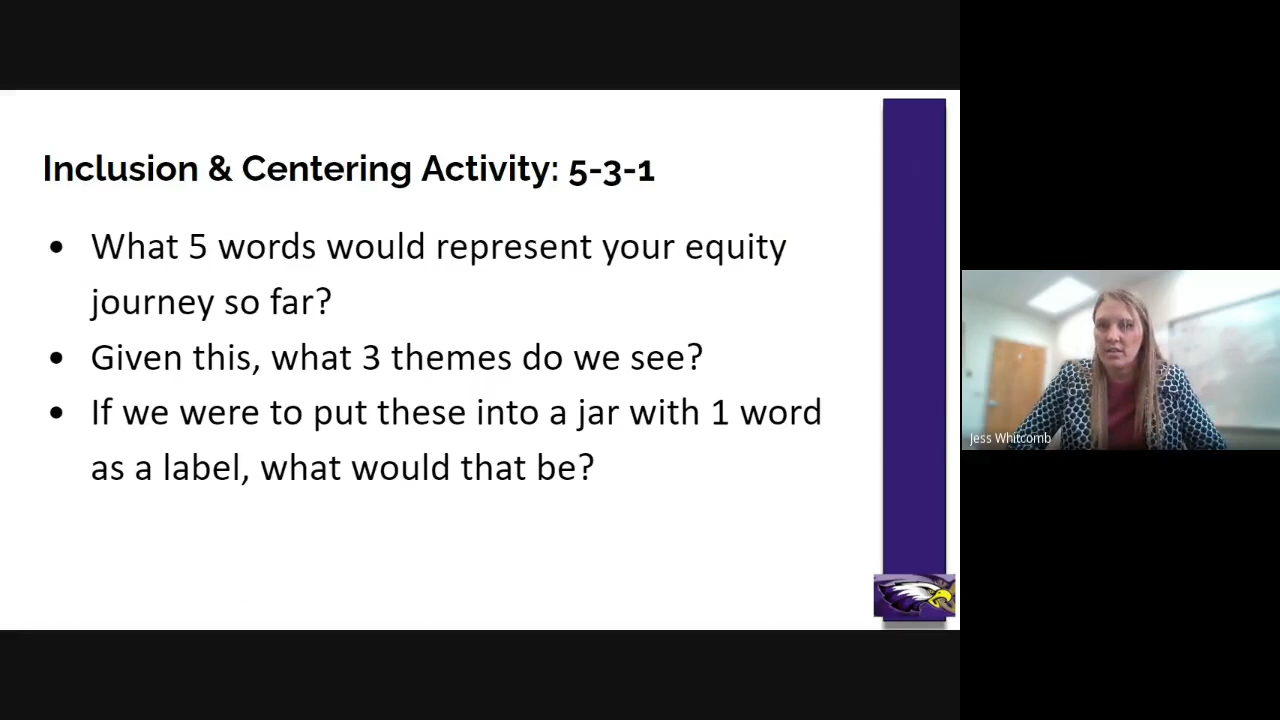 Inclusion & Centering Activity: 5-3-1
• What 5 words would represent your equity
journey so far?
• Given this, what 3 themes do we see?
• If we were to put these into a jar with 1 word
as a label, what would that be?
Jess Whitcomb